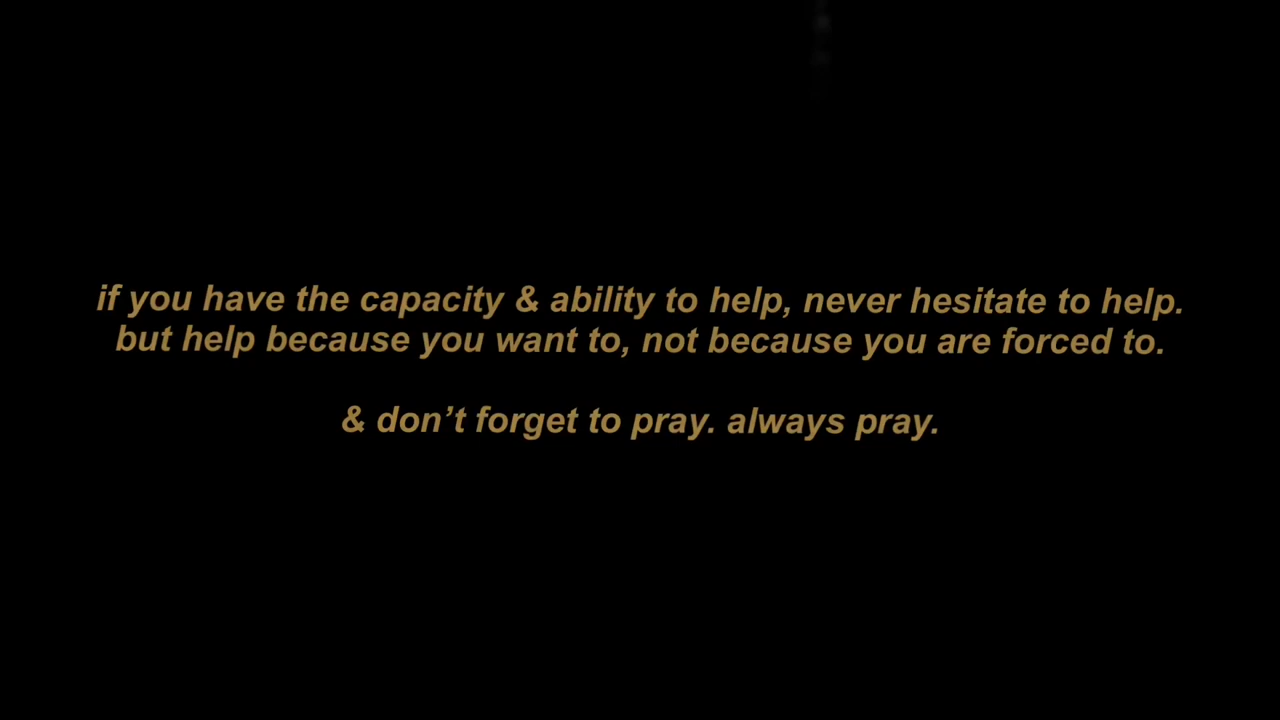 if you have the capacity & ability to help, never hesitate to help.
but help because you want to, not because you are forced to.
& don’t forget to pray. always pray.